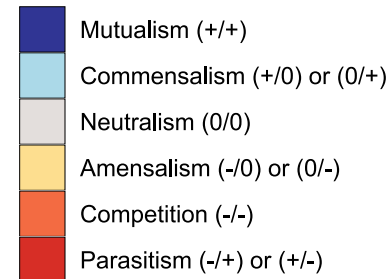 Mutualism (+/+)
Commensalism (+/0) or (0/+)
Neutralism (0/0)
Amensalism (-/0) or (0/-)
Competition (-/-)
Parasitism (-/+) or (+/-)